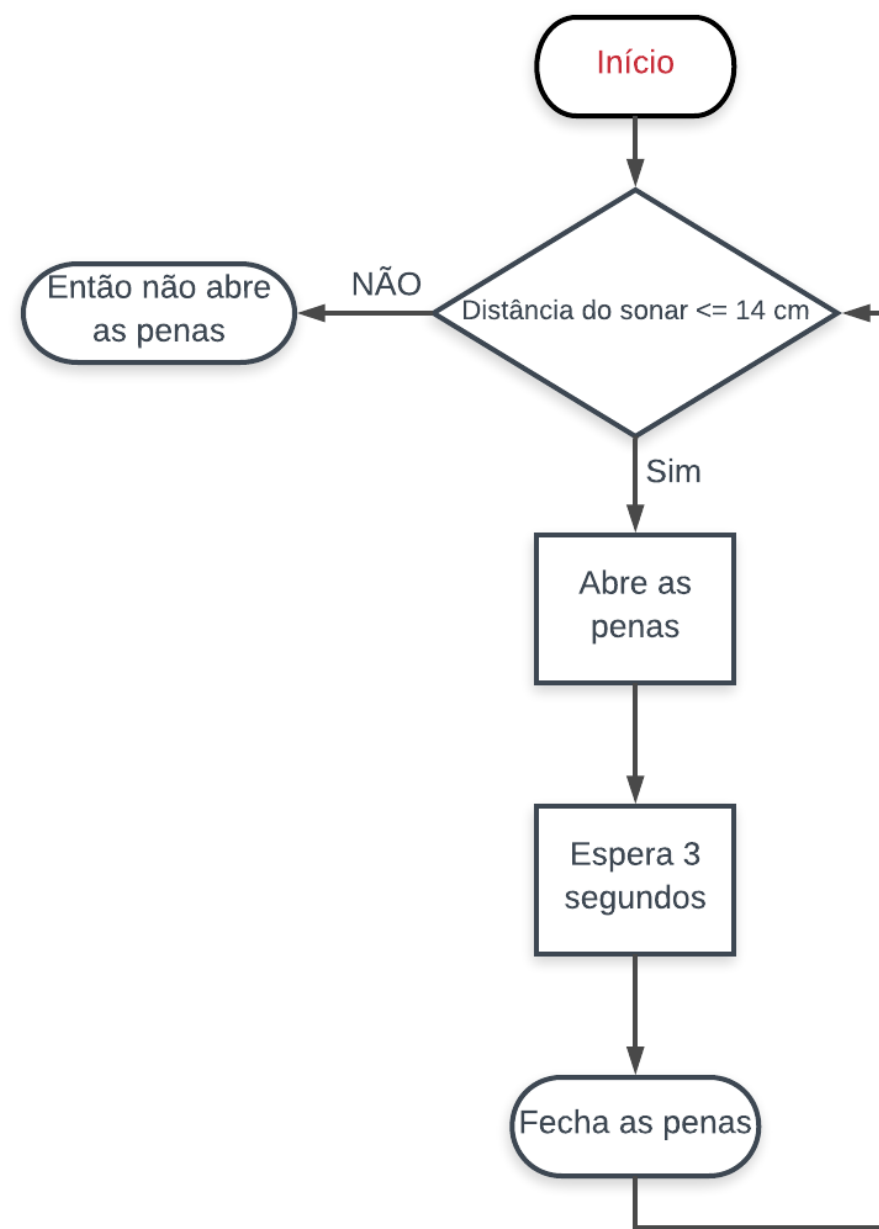 Início
Distância do sonar <= 14 cm
NÃO
Então não abre
as penas
Sim
Abre as
penas
Espera 3
segundos
Fecha as penas